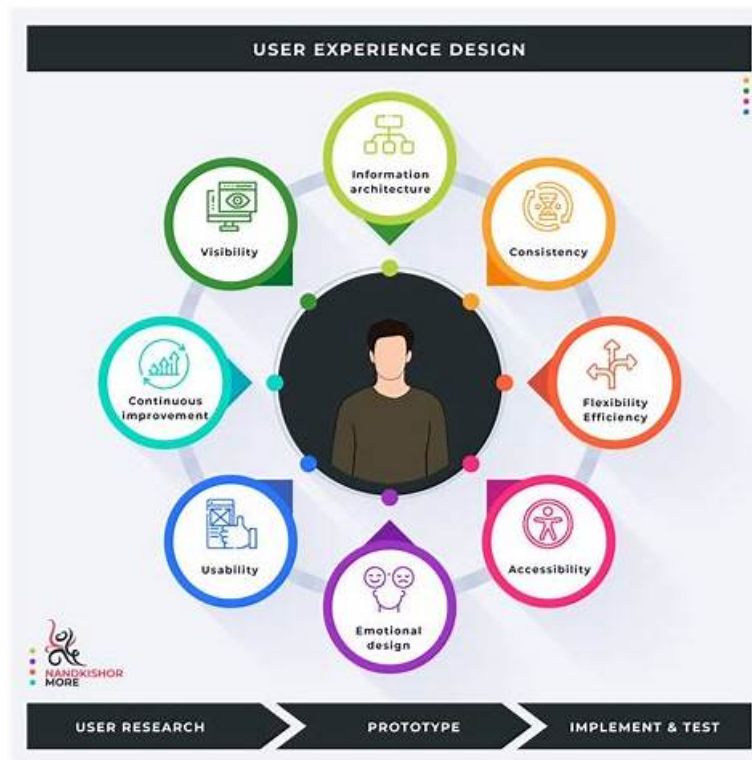 USER EXPERIENCE DESIGN
Information
architecture
Visibility
Consistency
Continuous
improvement
Flexibility
Efficiency
Usability
Accessibility
Emotional
design
NANDKISHOR
MORE
USER RESEARCH
PROTOTYPE
IMPLEMENT & TEST